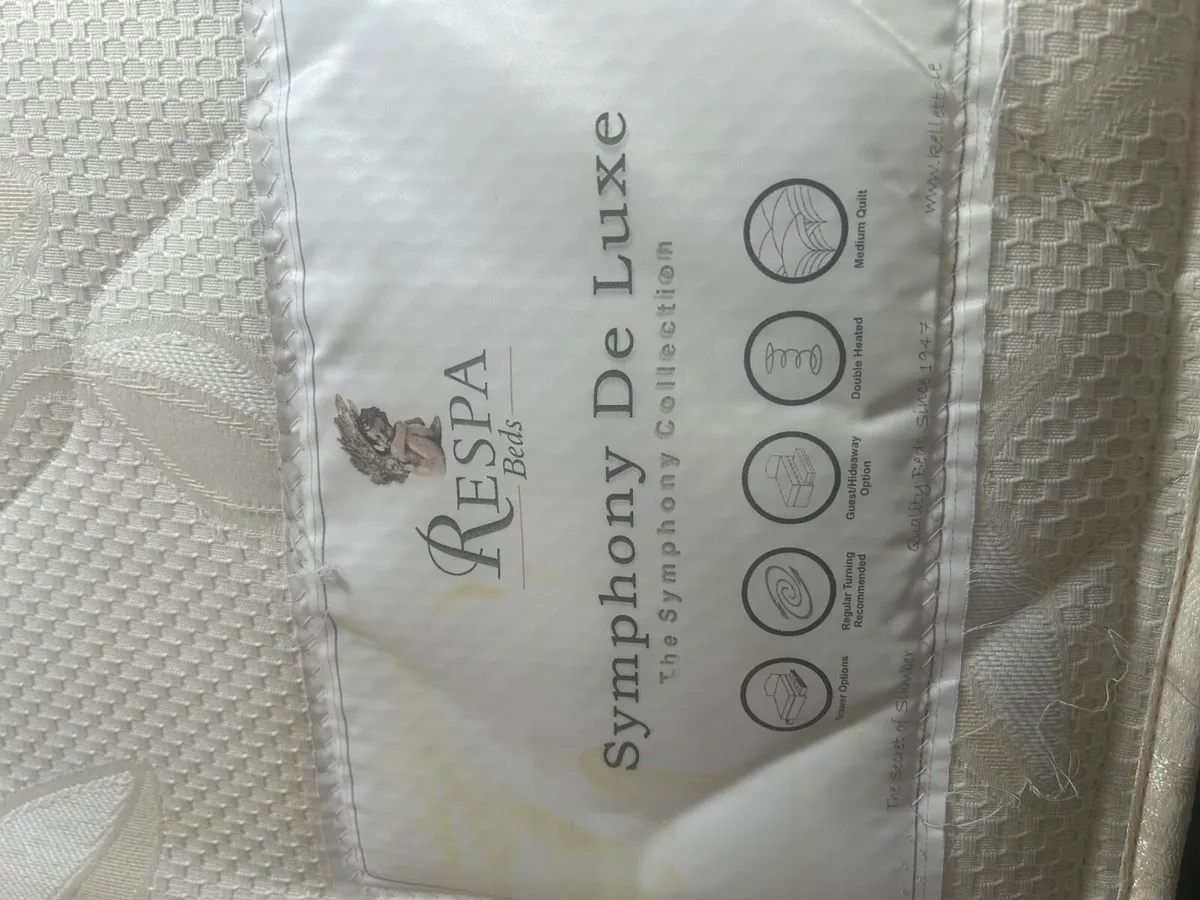 RESPA
Beds
Symphony De Luxe
The Symphony Collection
Drawer Options
Regular Turning
Recommended
Guest/Hideaway
Option
Double Heated
Medium Quilt
The Secret of Slumber
Quality Beds Since 1947
www.kelletts.ie